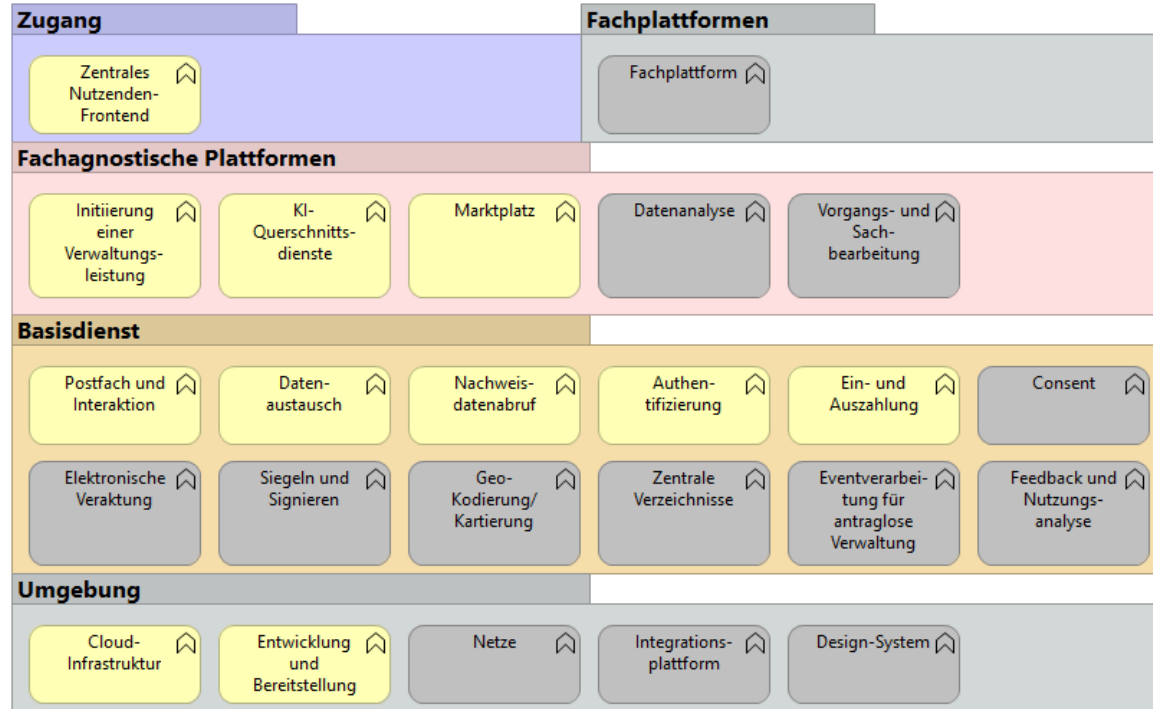 Zugang
Fachplattformen
Zentrales
Nutzenden-
Frontend
Fachplattform
Fachagnostische Plattformen
Initiierung
einer
Verwaltungs-
leistung
KI-
Querschnitts-
dienste
Marktplatz
Datenanalyse
Vorgangs- und
Sach-
bearbeitung
Basisdienst
Postfach und
Interaktion
Daten-
austausch
Nachweis-
datenabruf
Authen-
tifizierung
Ein- und
Auszahlung
Consent
Elektronische
Veraktung
Siegeln und
Signieren
Geo-
Kodierung/
Kartierung
Zentrale
Verzeichnisse
Eventverarbei-
tung für
antraglose
Verwaltung
Feedback und
Nutzungs-
analyse
Umgebung
Cloud-
Infrastruktur
Entwicklung
und
Bereitstellung
Netze
Integrations-
plattform
Design-System